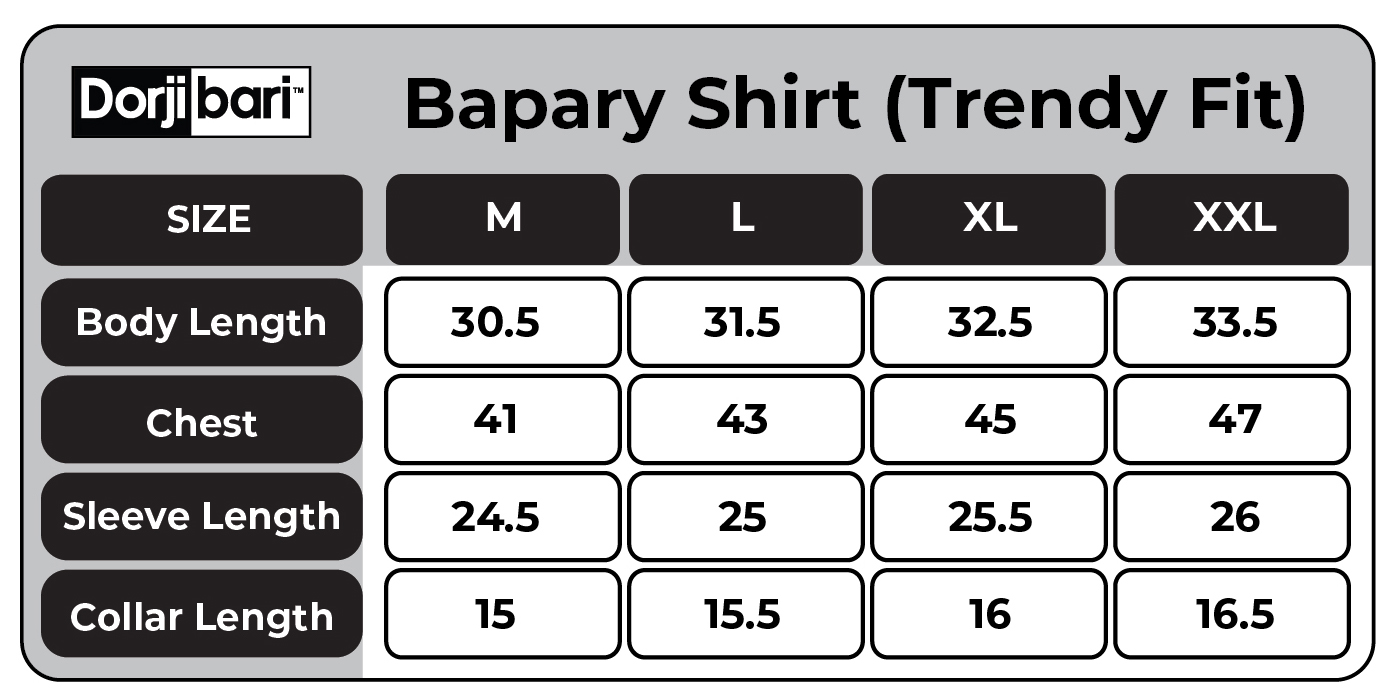 Dorjibari™
Bapary Shirt (Trendy Fit)
SIZE M L XL XXL
Body Length 30.5 31.5 32.5 33.5
Chest 41 43 45 47
Sleeve Length 24.5 25 25.5 26
Collar Length 15 15.5 16 16.5